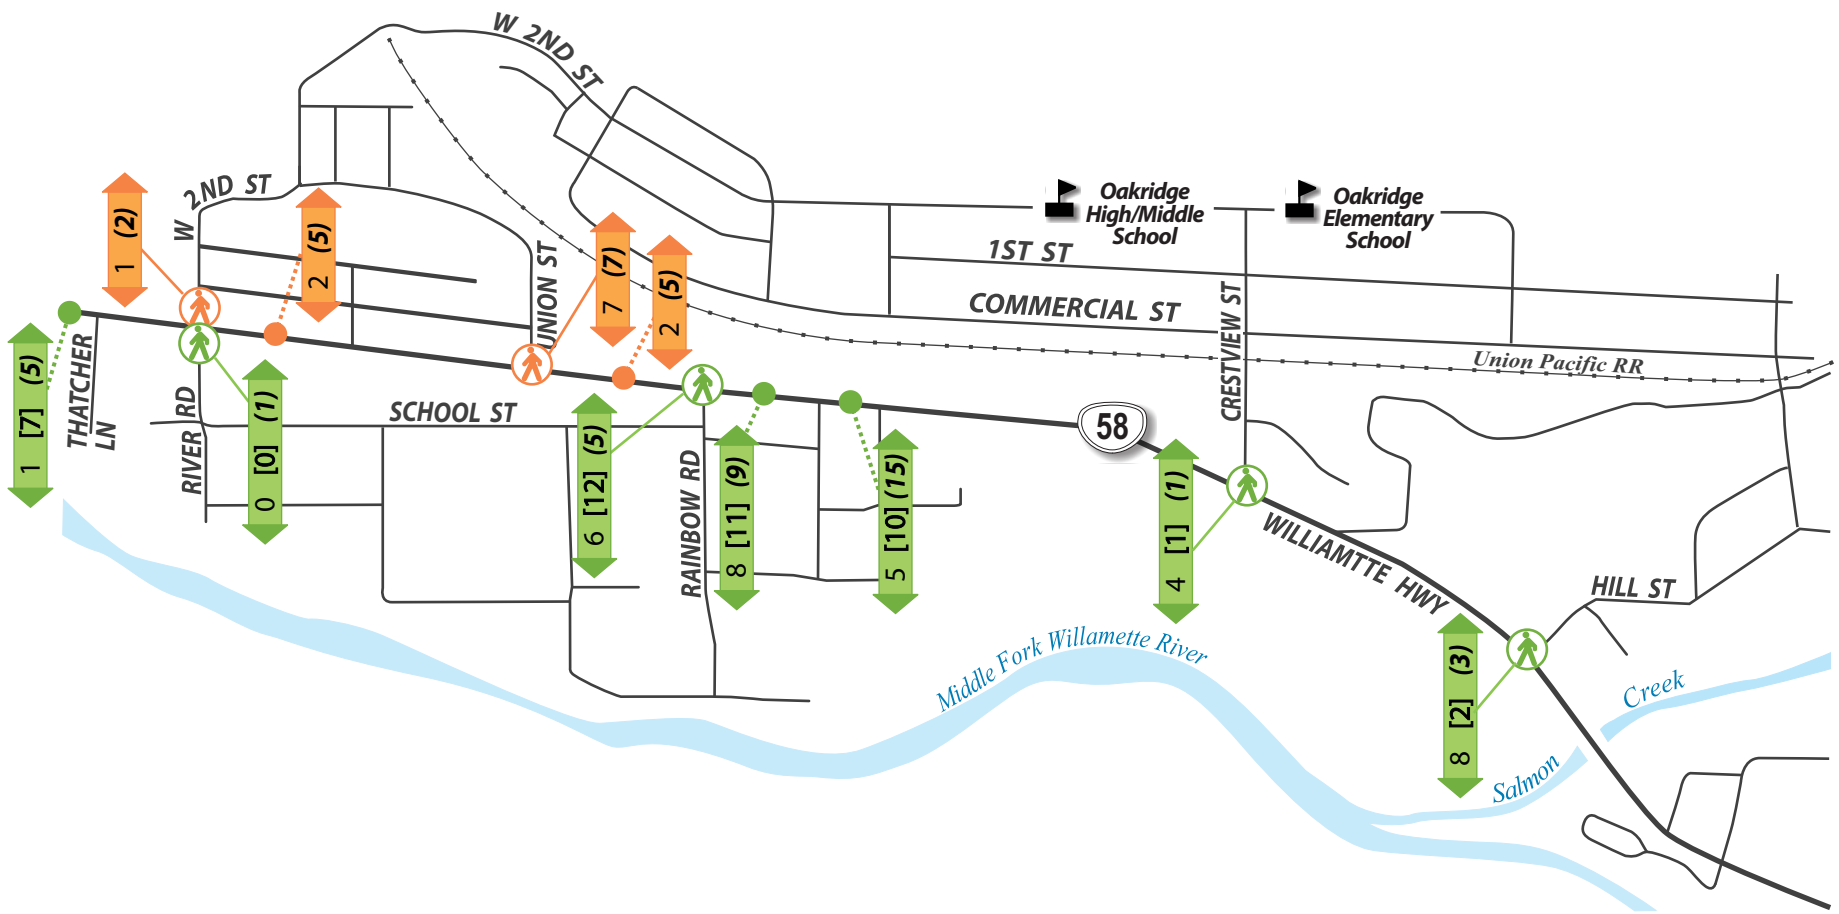 W 2ND ST
W 2ND ST
Oakridge
High/Middle
School
Oakridge
Elementary
School
1 (2)
2 (5)
7 (7)
2 (5)
UNION ST
1ST ST
COMMERCIAL ST
CRESTVIEW ST
Union Pacific RR
THATCHER
LN
1 [7] (5)
RIVER RD
0 [0] (1)
SCHOOL ST
6 [12] (5)
RAINBOW RD
8 [11] (9)
5 [10] (15)
58
4 [1] (1)
WILLIAMTTE HWY
HILL ST
8 [2] (3)
Middle Fork Willamette River
Salmon
Creek